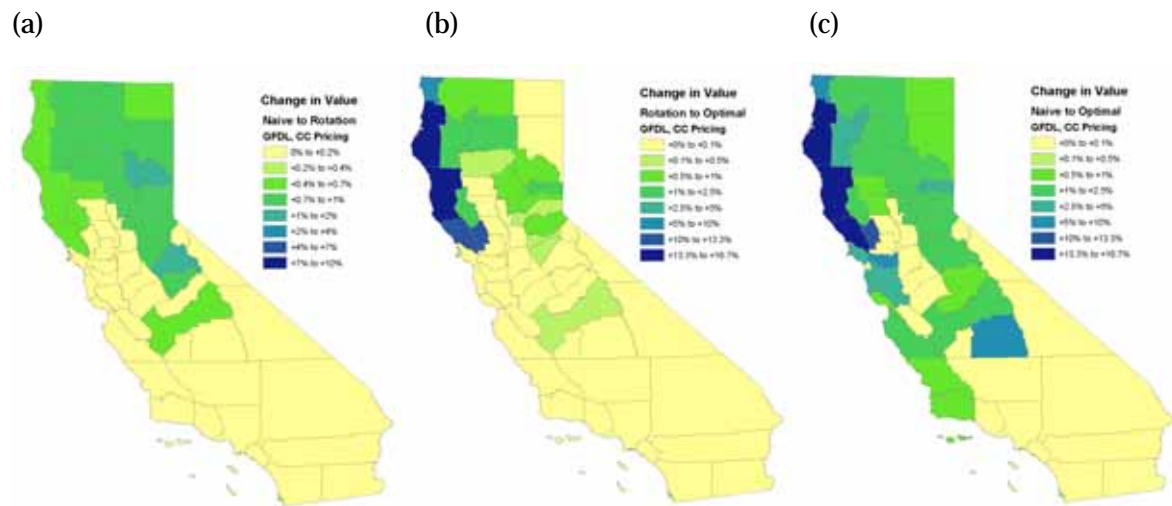 (a)
(b)
(c)
Change in Value
Naive to Rotation
GFDL, CC Pricing
0% to +0.2%
+0.2% to +0.4%
+0.4% to +0.7%
+0.7% to +1%
+1% to +2%
+2% to +4%
+4% to +7%
+7% to +10%
Change in Value
Rotation to Optimal
GFDL, CC Pricing
+0% to +0.1%
+0.1% to +0.5%
+0.5% to +1%
+1% to +2.5%
+2.5% to +5%
+5% to +10%
+10% to +13.3%
+13.3% to +16.7%
Change in Value
Naive to Optimal
GFDL, CC Pricing
+0% to +0.1%
+0.1% to +0.5%
+0.5% to +1%
+1% to +2.5%
+2.5% to +5%
+5% to +10%
+10% to +13.3%
+13.3% to +16.7%